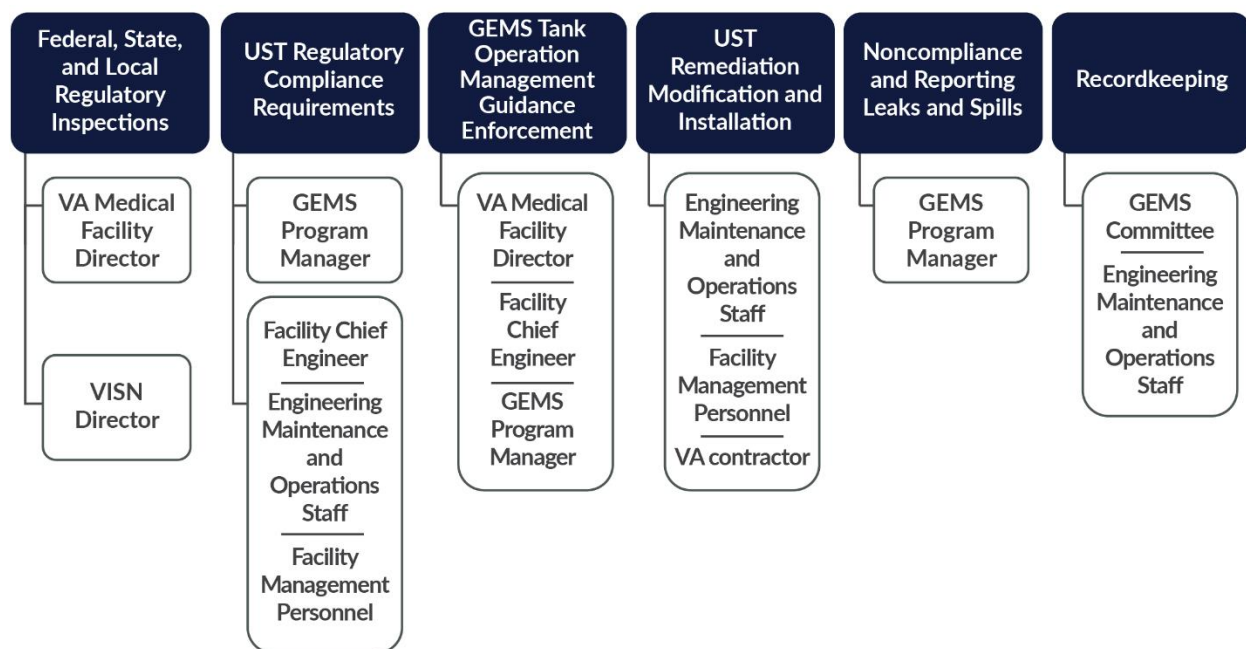 Federal, State,
and Local
Regulatory
Inspections
VA Medical
Facility
Director
VISN
Director
UST Regulatory
Compliance
Requirements
GEMS
Program
Manager
Facility Chief
Engineer
Engineering
Maintenance
and
Operations
Staff
Facility
Management
Personnel
GEMS Tank
Operation
Management
Guidance
Enforcement
VA Medical
Facility
Director
Facility
Chief
Engineer
GEMS
Program
Manager
UST
Remediation
Modification and
Installation
Engineering
Maintenance
and
Operations
Staff
Facility
Management
Personnel
VA contractor
Noncompliance
and Reporting
Leaks and Spills
GEMS
Program
Manager
Recordkeeping
GEMS
Committee
Engineering
Maintenance
and
Operations
Staff